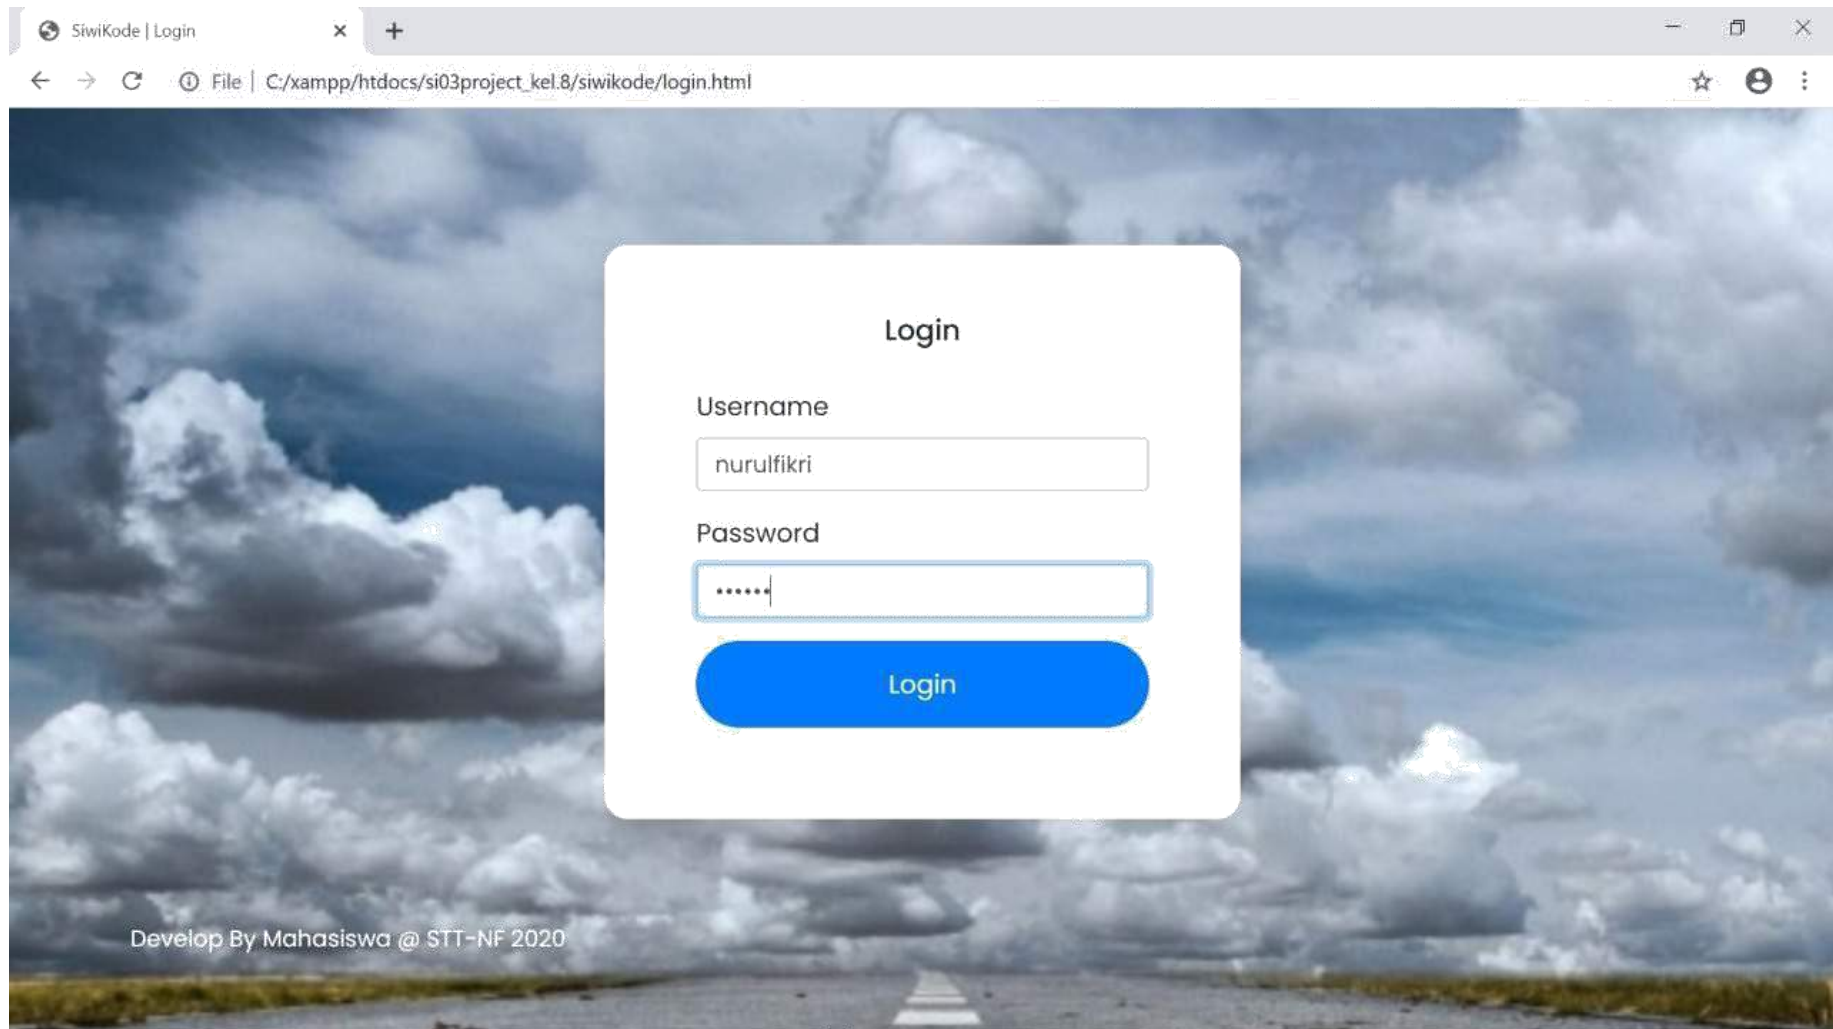 SiwiKode | Login
File | C:/xampp/htdocs/si03project_kel.8/siwikode/login.html
Login
Username
nurulfikri
Password
••••••
Login
Develop By Mahasiswa @ STT-NF 2020